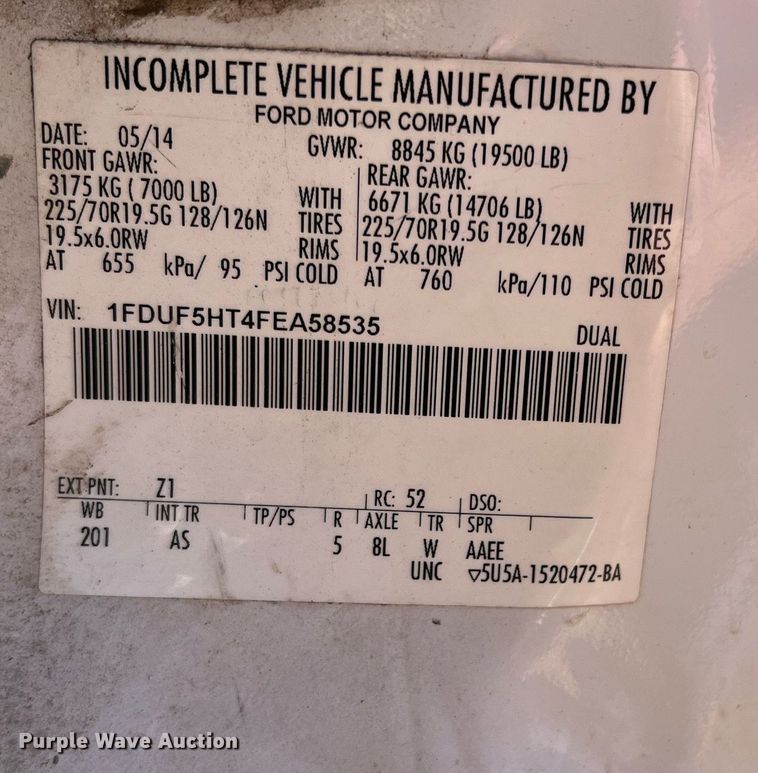 INCOMPLETE VEHICLE MANUFACTURED BY
FORD MOTOR COMPANY
DATE: 05/14 GVWR: 8845 KG (19500 LB)
FRONT GAWR: REAR GAWR:
3175 KG ( 7000 LB) WITH 6671 KG (14706 LB) WITH
225/70R19.5G 128/126N TIRES 225/70R19.5G 128/126N TIRES
19.5x6.0RW RIMS 19.5x6.0RW RIMS
AT 655 kPa/ 95 PSI COLD AT 760 kPa/110 PSI COLD
VIN: 1FDUF5HT4FEA58535 DUAL
EXT PNT: Z1 RC: 52 DSO:
WB INT TR TP/PS R AXLE TR SPR
201 AS 5 8L W AAEE
UNC ▽5U5A-1520472-BA
Purple Wave Auction